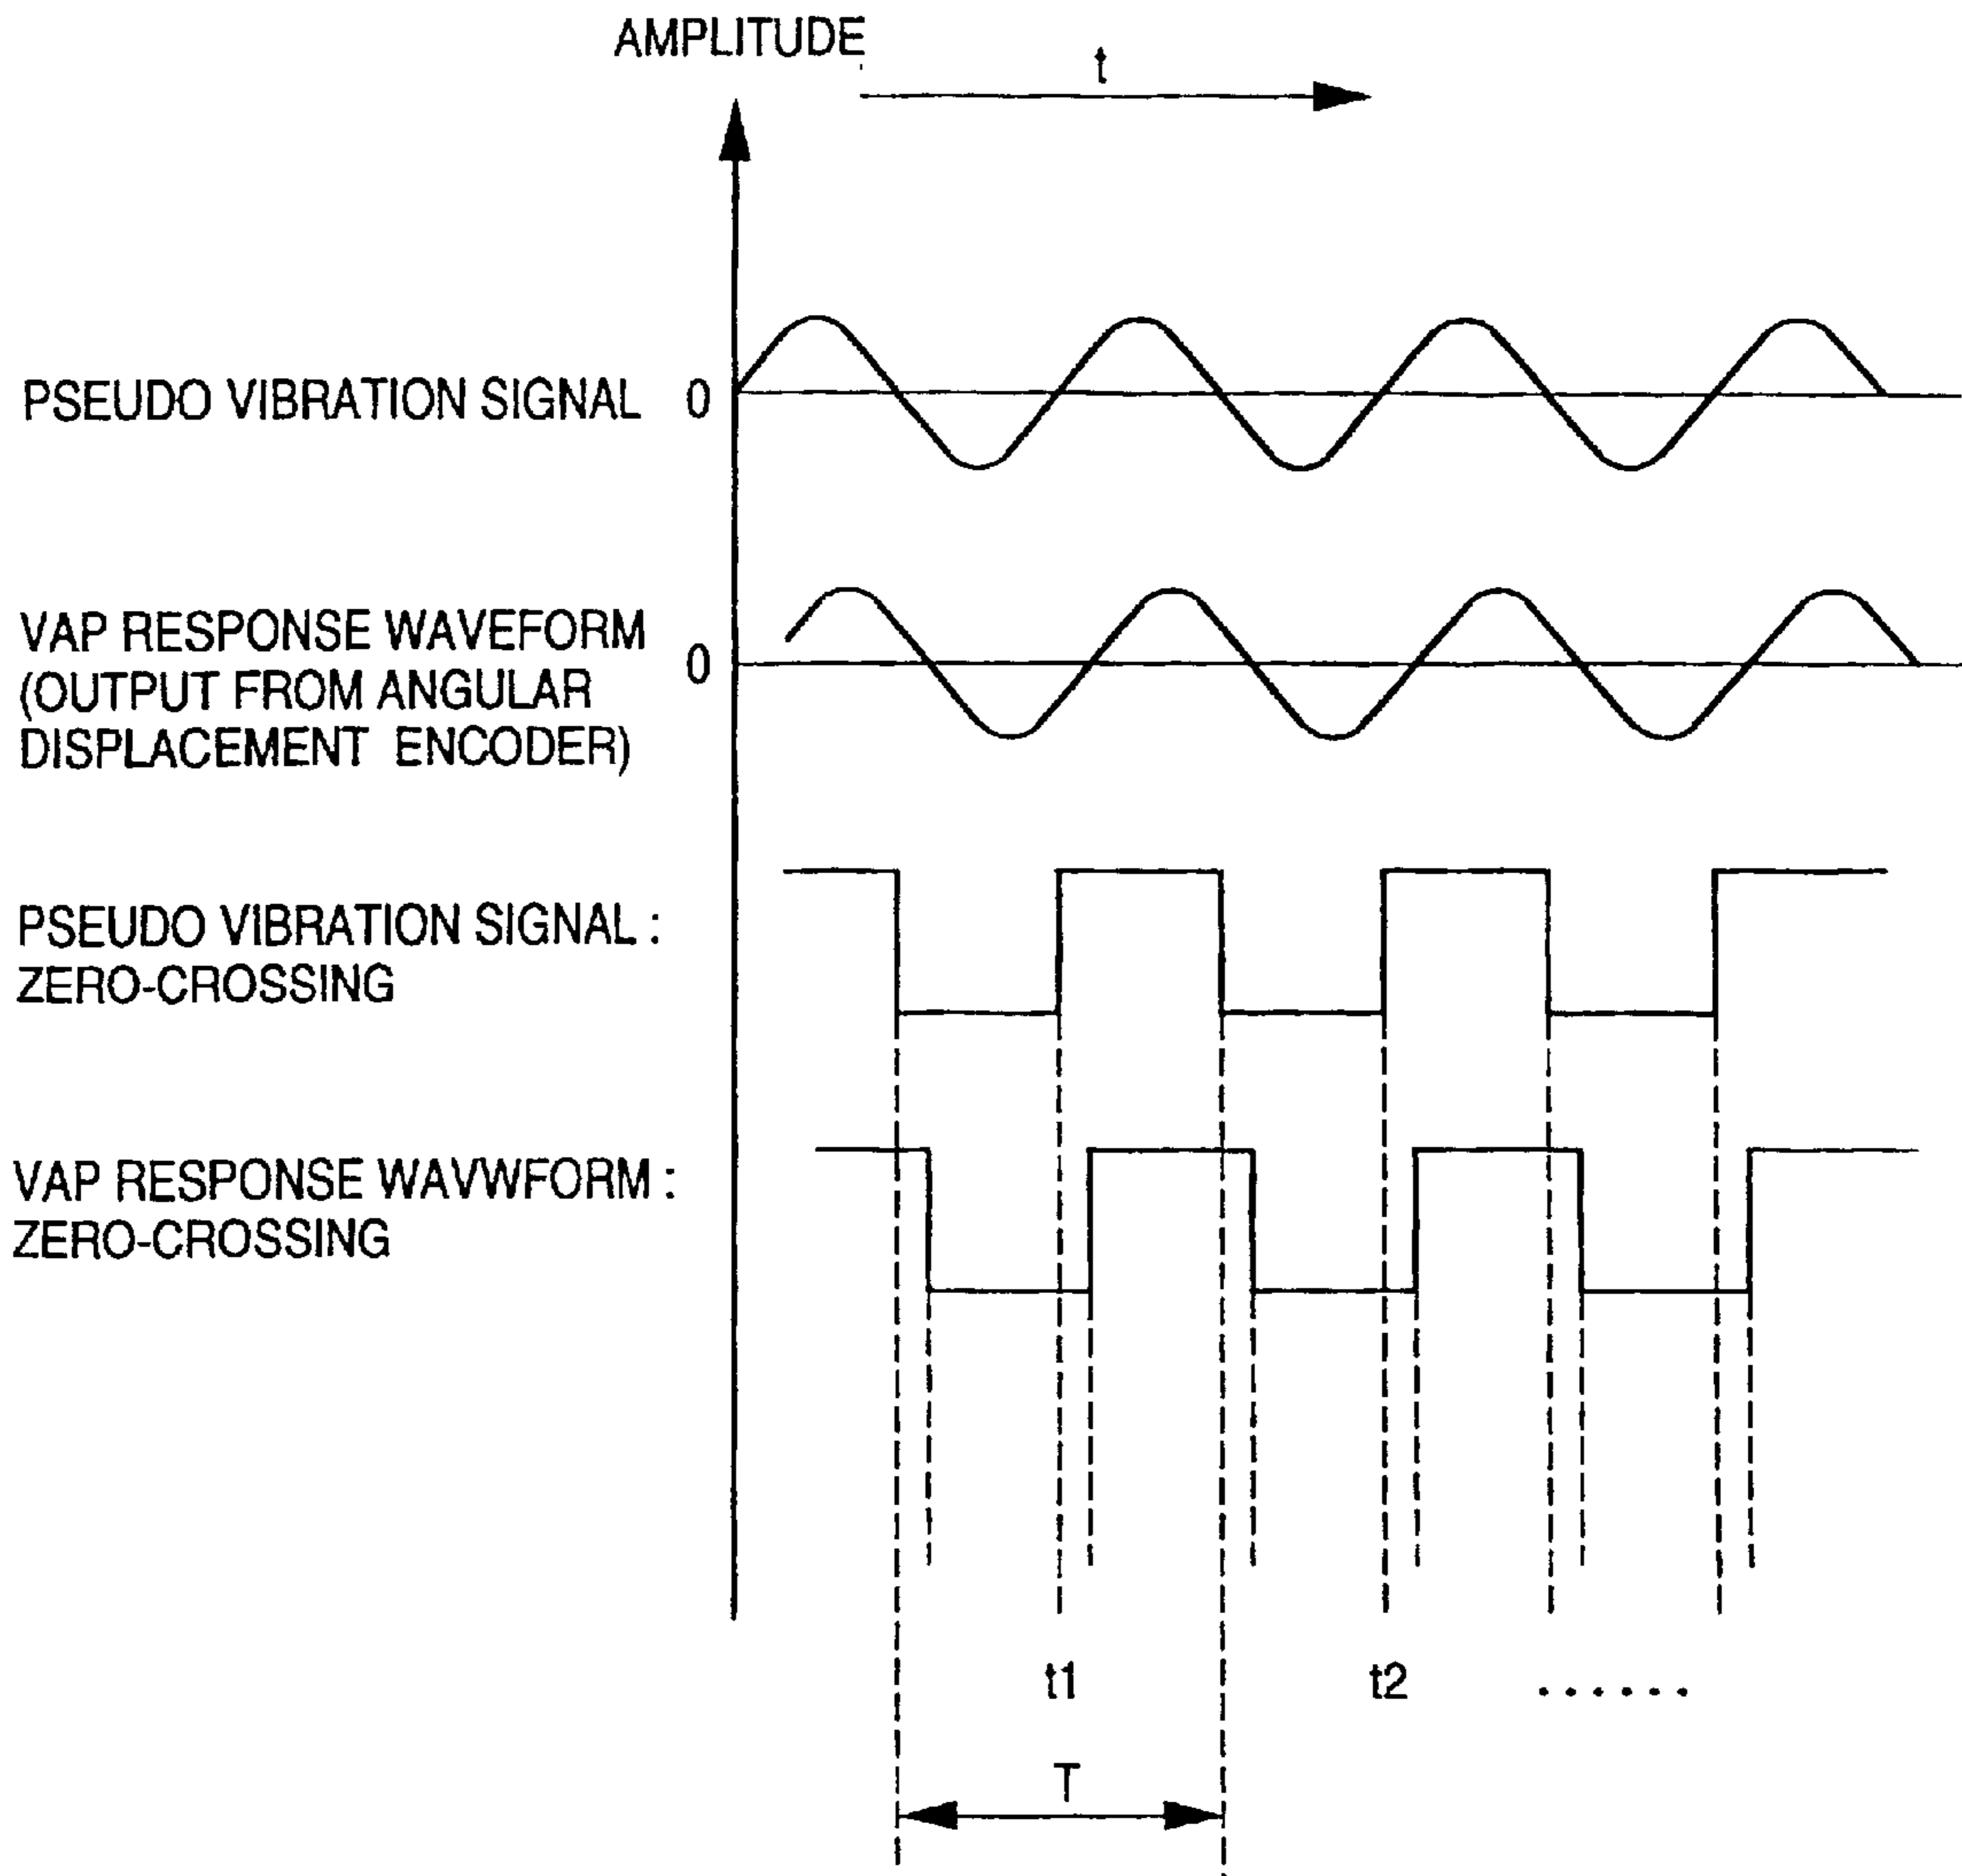 AMPLITUDE
t
PSEUDO VIBRATION SIGNAL 0
VAP RESPONSE WAVEFORM
(OUTPUT FROM ANGULAR
DISPLACEMENT ENCODER)
0
PSEUDO VIBRATION SIGNAL :
ZERO-CROSSING
VAP RESPONSE WAVWFORM :
ZERO-CROSSING
t1 t2 ......
T